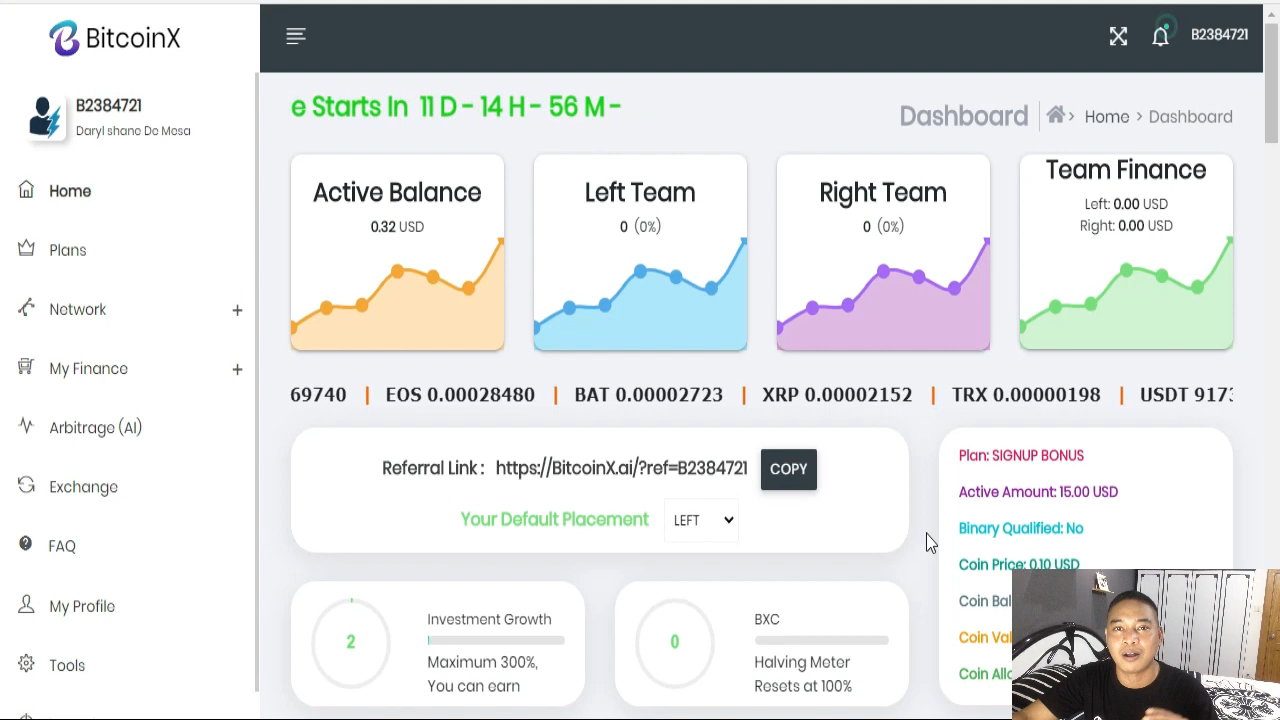 BitcoinX
B2384721
B2384721
Daryl shane De Mesa
Home
Plans
Network +
My Finance +
Arbitrage (AI)
Exchange
FAQ
My Profile
Tools
e Starts In 11 D - 14 H - 56 M -
Dashboard
Home > Dashboard
Active Balance
0.32 USD
Left Team
0 (0%)
Right Team
0 (0%)
Team Finance
Left: 0.00 USD
Right: 0.00 USD
69740 | EOS 0.00028480 | BAT 0.00002723 | XRP 0.00002152 | TRX 0.00000198 | USDT 9173
Referral Link : https://BitcoinX.ai/?ref=B2384721 COPY
Your Default Placement LEFT
Plan: SIGNUP BONUS
Active Amount: 15.00 USD
Binary Qualified: No
Coin Price: 0.10 USD
Coin Bal
Coin Val
Coin Allo
2
Investment Growth
Maximum 300%,
You can earn
0
BXC
Halving Meter
Resets at 100%